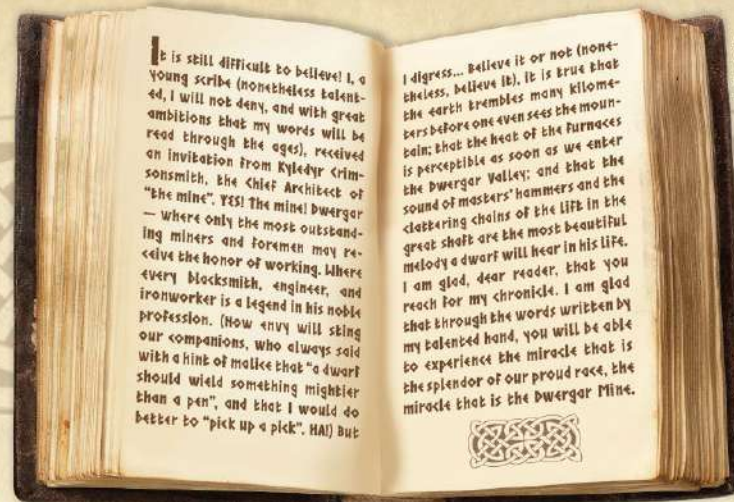 It is still difficult to believe! I, a
young scribe (nonetheless talent-
ed, I will not deny, and with great
ambitions that my words will be
read through the ages), received
an invitation from Kyledyr Crim-
sonsmith, the Chief Architect of
"the mine". YES! The mine! Dwergar
— where only the most outstand-
ing miners and foremen may re-
ceive the honor of working. Where
every blacksmith, engineer, and
ironworker is a legend in his noble
profession. (How envy will sting
our companions, who always said
with a hint of malice that "a dwarf
should wield something mightier
than a pen", and that I would do
better to "pick up a pick". HA!) But
I digress... Believe it or not (none-
theless, believe it), it is true that
the earth trembles many kilome-
ters before one even sees the moun-
tain; that the heat of the furnaces
is perceptible as soon as we enter
the Dwergar Valley; and that the
sound of masters' hammers and the
clattering chains of the lift in the
great shaft are the most beautiful
melody a dwarf will hear in his life.
I am glad, dear reader, that you
reach for my chronicle. I am glad
that through the words written by
my talented hand, you will be able
to experience the miracle that is
the splendor of our proud race, the
miracle that is the Dwergar Mine.